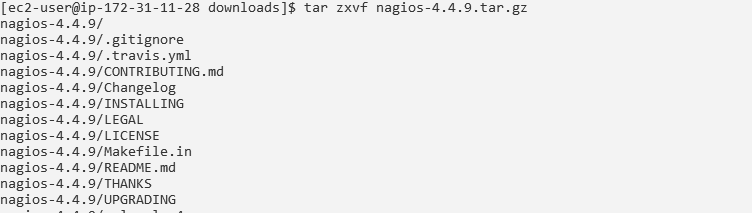 [ec2-user@ip-172-31-11-28 downloads]$ tar zxvf nagios-4.4.9.tar.gz
nagios-4.4.9/
nagios-4.4.9/.gitignore
nagios-4.4.9/.travis.yml
nagios-4.4.9/CONTRIBUTING.md
nagios-4.4.9/Changelog
nagios-4.4.9/INSTALLING
nagios-4.4.9/LEGAL
nagios-4.4.9/LICENSE
nagios-4.4.9/Makefile.in
nagios-4.4.9/README.md
nagios-4.4.9/THANKS
nagios-4.4.9/UPGRADING